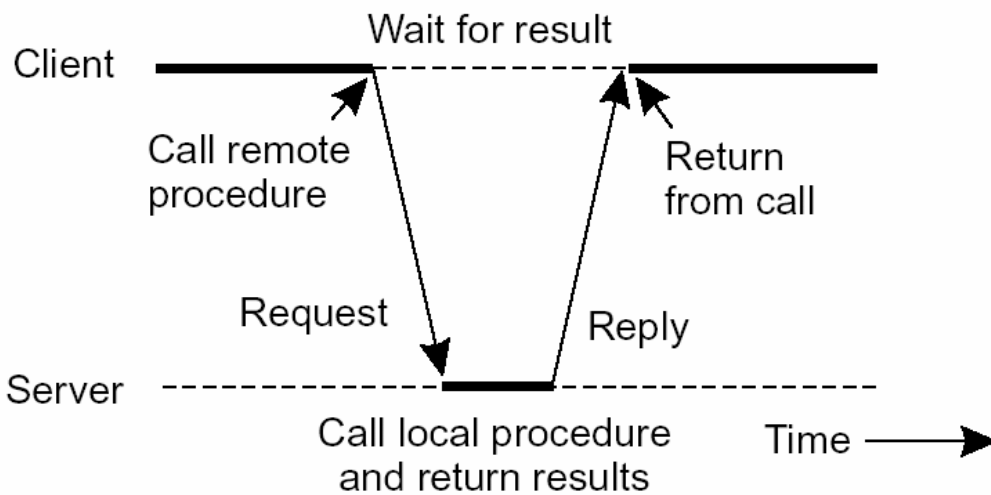 Wait for result
Client
Call remote
procedure
Return
from call
Request
Reply
Server
Call local procedure
and return results
Time